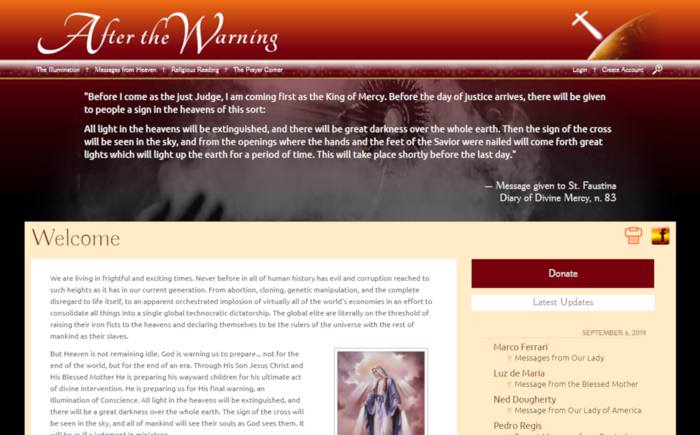 After the Warning
The Illumination † Messages from Heaven † Religious Reading † The Prayer Corner
Login † Create Account
"Before I come as the just Judge, I am coming first as the King of Mercy. Before the day of justice arrives, there will be given
to people a sign in the heavens of this sort:
All light in the heavens will be extinguished, and there will be great darkness over the whole earth. Then the sign of the cross
will be seen in the sky, and from the openings where the hands and the feet of the Savior were nailed will come forth great
lights which will light up the earth for a period of time. This will take place shortly before the last day."
— Message given to St. Faustina
Diary of Divine Mercy, n. 83
Welcome
We are living in frightful and exciting times. Never before in all of human history has evil and corruption reached to
such heights as it has in our current generation. From abortion, cloning, genetic manipulation, and the complete
disregard to life itself, to an apparent orchestrated implosion of virtually all of the world's economies in an effort to
consolidate all things into a single global technocratic dictatorship. The global elite are literally on the threshold of
raising their iron fists to the heavens and declaring themselves to be the rulers of the universe with the rest of
mankind as their slaves.
But Heaven is not remaining idle. God is warning us to prepare... not for the
end of the world, but for the end of an era. Through His Son Jesus Christ and
His Blessed Mother He is preparing his wayward children for his ultimate act
of divine intervention. He is preparing us for His final warning, an
Illumination of Conscience. All light in the heavens will be extinguished, and
there will be a great darkness over the whole earth. The sign of the cross will
be seen in the sky, and all of mankind will see their souls as God sees them. It
will be as if a judgment in miniature.
Donate
Latest Updates
SEPTEMBER 6, 2019
Marco Ferrari
† Messages from Our Lady
Luz de Maria
† Message from the Blessed Mother
Ned Dougherty
† Message from Our Lady of America
Pedro Regis